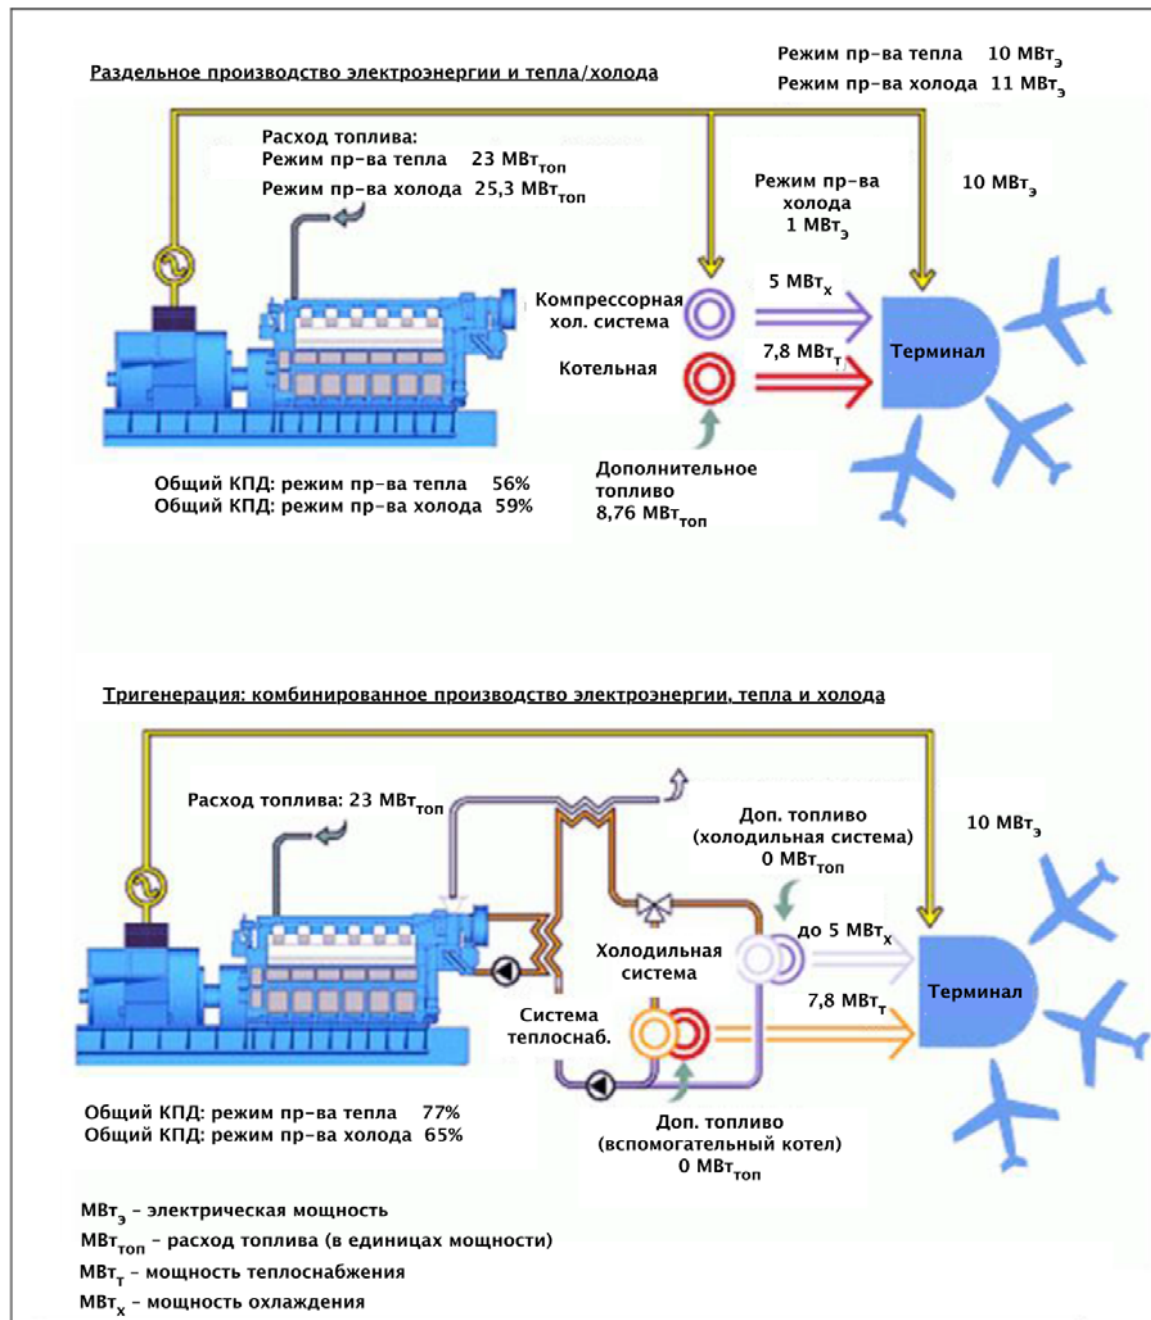 Режим пр-ва тепла 10 МВтэ
Раздельное производство электроэнергии и тепла/холода
Режим пр-ва холода 11 МВтэ
Расход топлива:
Режим пр-ва тепла 23 МВттоп
Режим пр-ва холода 25,3 МВттоп
Режим пр-ва
холода
1 МВтэ
10 МВтэ
Компрессорная
хол. система
5 МВтх
Котельная
7,8 МВтт
Терминал
Общий КПД: режим пр-ва тепла 56%
Общий КПД: режим пр-ва холода 59%
Дополнительное
топливо
8,76 МВттоп
Тригенерация: комбинированное производство электроэнергии, тепла и холода
Расход топлива: 23 МВттоп
Доп. топливо
(холодильная система)
0 МВттоп
10 МВтэ
Холодильная
система
до 5 МВтх
Система
теплоснаб.
7,8 МВтт
Терминал
Общий КПД: режим пр-ва тепла 77%
Общий КПД: режим пр-ва холода 65%
Доп. топливо
(вспомогательный котел)
0 МВттоп
МВтэ – электрическая мощность
МВттоп – расход топлива (в единицах мощности)
МВтт – мощность теплоснабжения
МВтх – мощность охлаждения